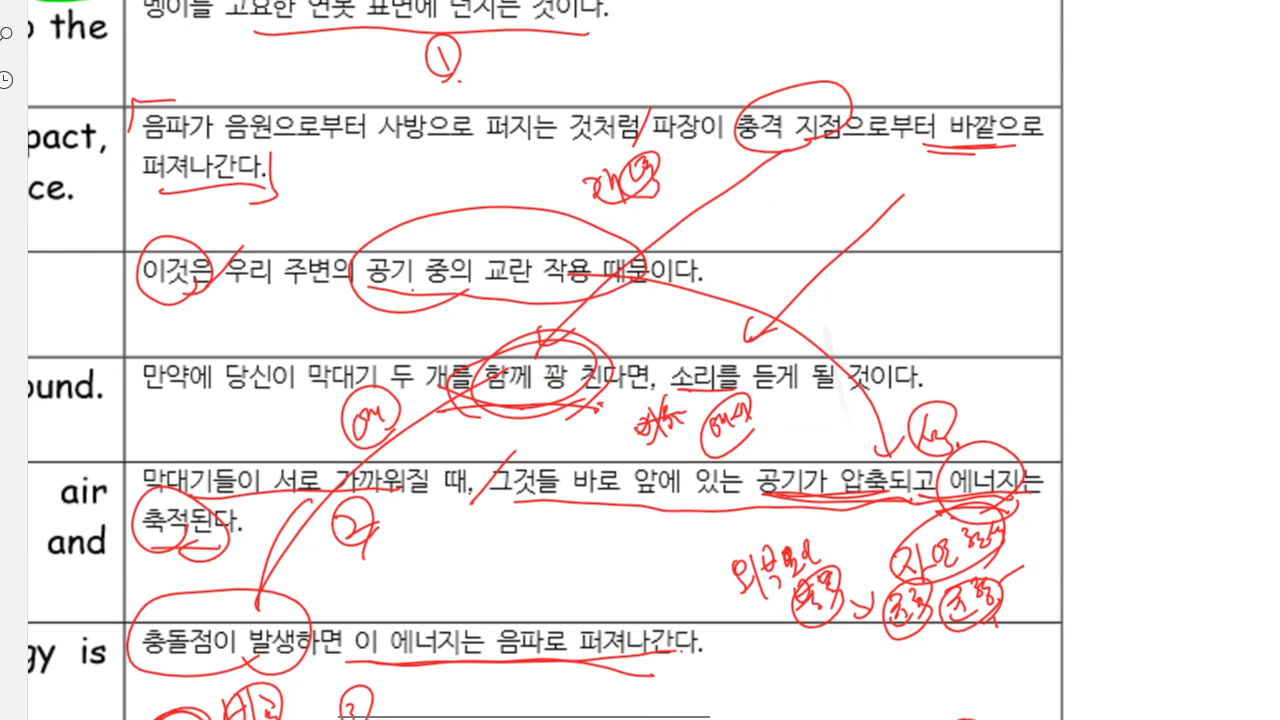 멩이를 고요한 연못 표면에 던지는 것이다.
the
1
pact,
음파가 음원으로부터 사방으로 퍼지는 것처럼 파장이 충격 지점으로부터 바깥으로
퍼져나간다.
ce.
이것은 우리 주변의 공기 중의 교란 작용 때문이다.
ound.
만약에 당신이 막대기 두 개를 함께 꽝 친다면, 소리를 듣게 될 것이다.
air
막대기들이 서로 가까워질 때, 그것들 바로 앞에 있는 공기가 압축되고 에너지는
and
축적된다.
2
gy is
충돌점이 발생하면 이 에너지는 음파로 퍼져나간다.
3